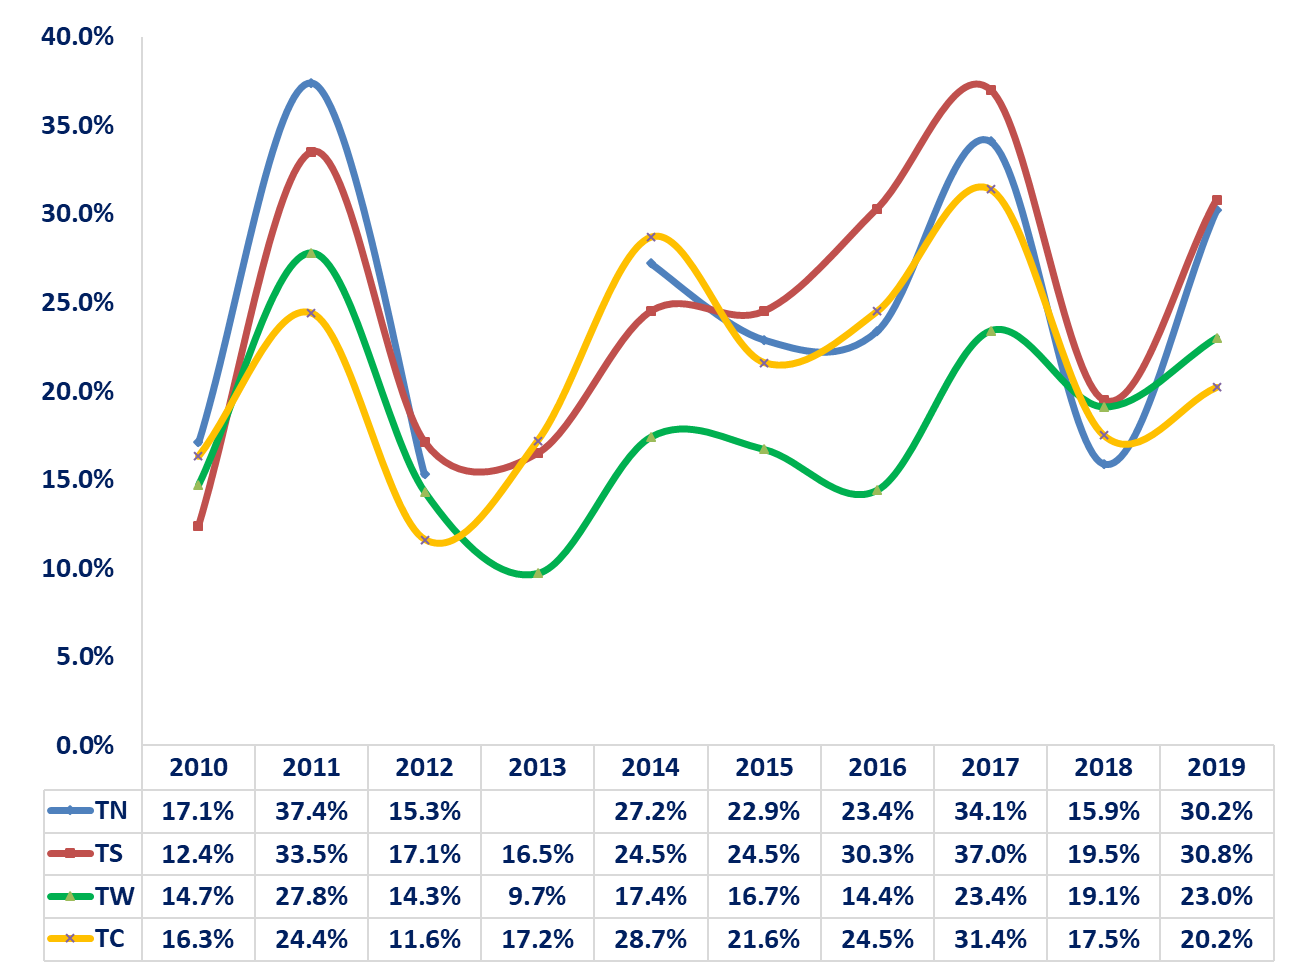 40.0%
35.0%
30.0%
25.0%
20.0%
15.0%
10.0%
5.0%
0.0%
2010 2011 2012 2013 2014 2015 2016 2017 2018 2019
TN 17.1% 37.4% 15.3% 27.2% 22.9% 23.4% 34.1% 15.9% 30.2%
TS 12.4% 33.5% 17.1% 16.5% 24.5% 24.5% 30.3% 37.0% 19.5% 30.8%
TW 14.7% 27.8% 14.3% 9.7% 17.4% 16.7% 14.4% 23.4% 19.1% 23.0%
TC 16.3% 24.4% 11.6% 17.2% 28.7% 21.6% 24.5% 31.4% 17.5% 20.2%